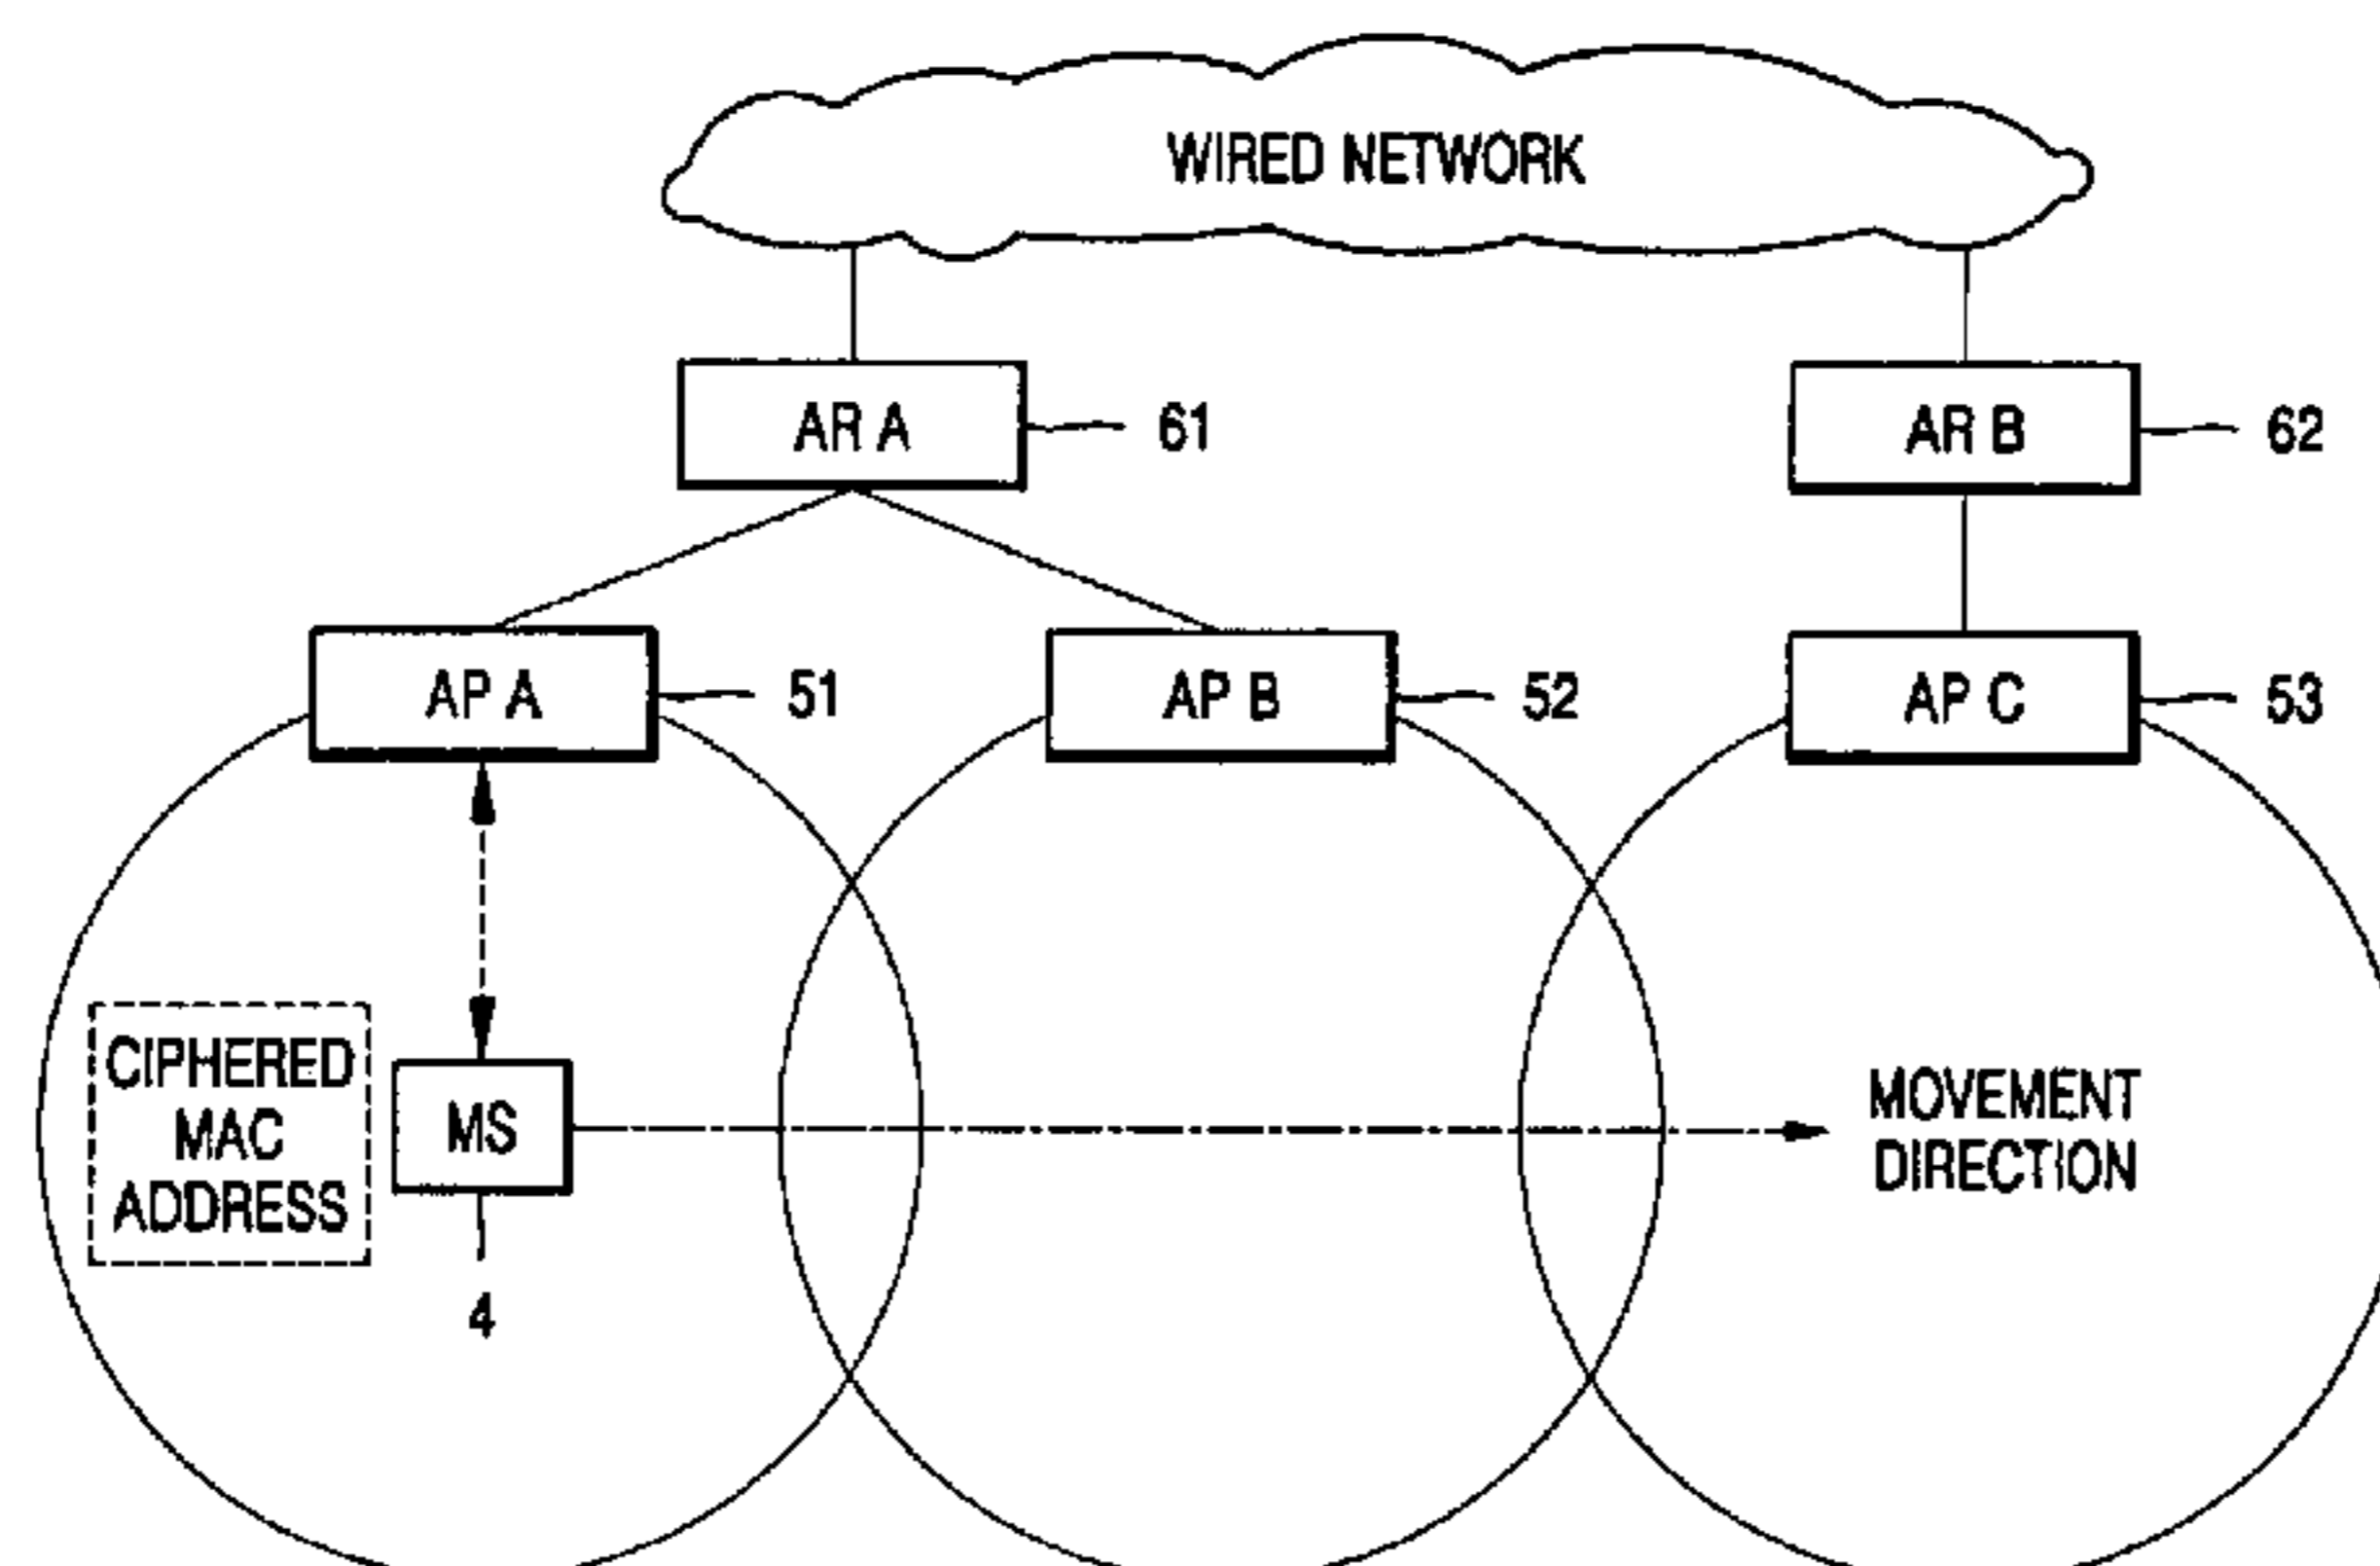 WIRED NETWORK
AR A
61
AR B
62
AP A
51
AP B
52
AP C
53
CIPHERED
MAC
ADDRESS
MS
4
MOVEMENT
DIRECTION